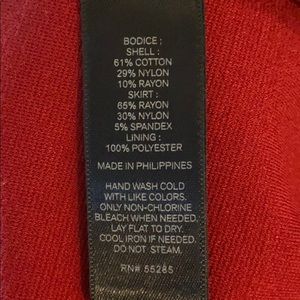 BODICE :
SHELL :
61% COTTON
29% NYLON
10% RAYON
SKIRT :
65% RAYON
30% NYLON
5% SPANDEX
LINING :
100% POLYESTER
MADE IN PHILIPPINES
HAND WASH COLD
WITH LIKE COLORS.
ONLY NON-CHLORINE
BLEACH WHEN NEEDED.
LAY FLAT TO DRY.
COOL IRON IF NEEDED.
DO NOT STEAM.
RN# 55285